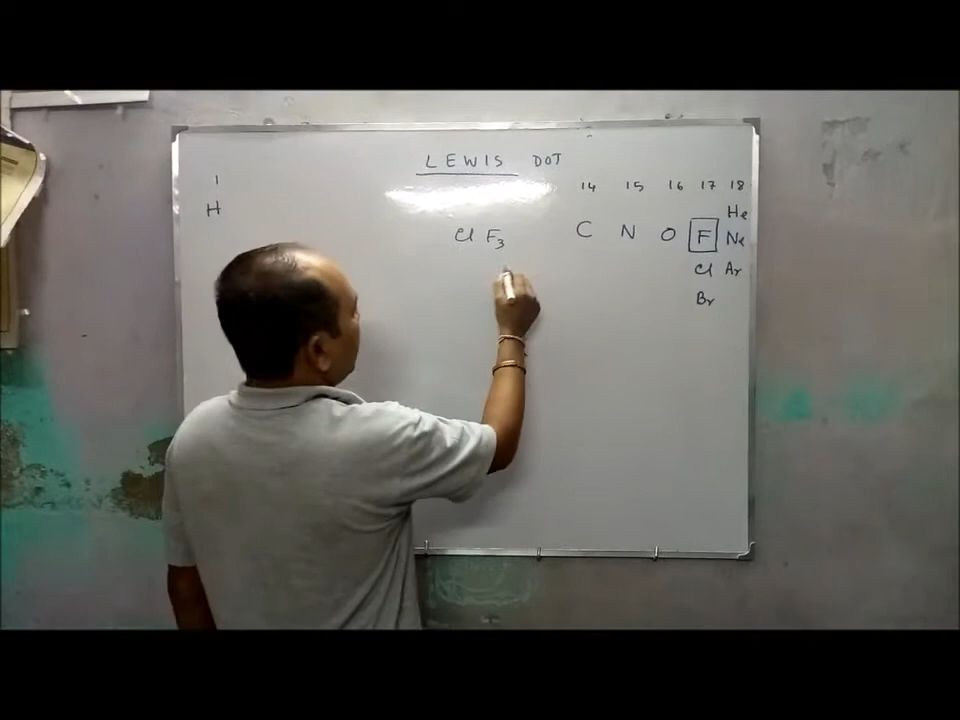 LEWIS DOT
1 14 15 16 17 18
H He
Cl F3 C N O F Ne
Cl Ar
Br